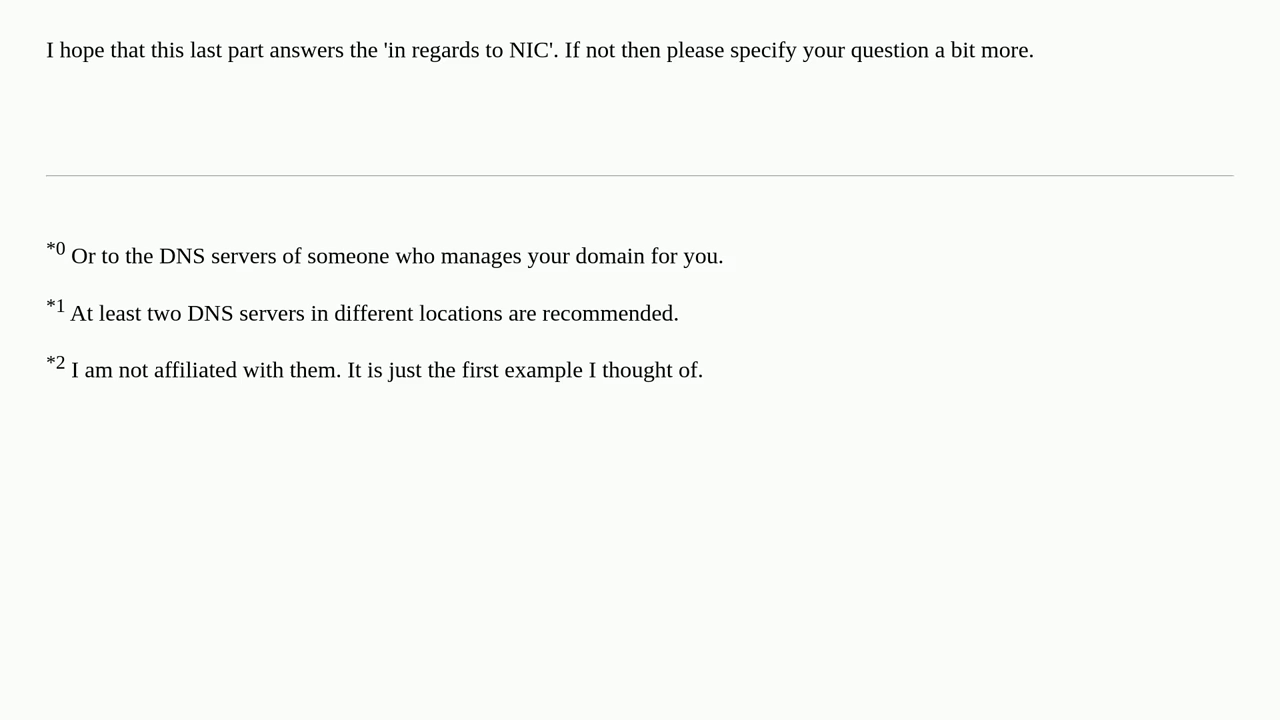 I hope that this last part answers the 'in regards to NIC'. If not then please specify your question a bit more.
*0 Or to the DNS servers of someone who manages your domain for you.
*1 At least two DNS servers in different locations are recommended.
*2 I am not affiliated with them. It is just the first example I thought of.